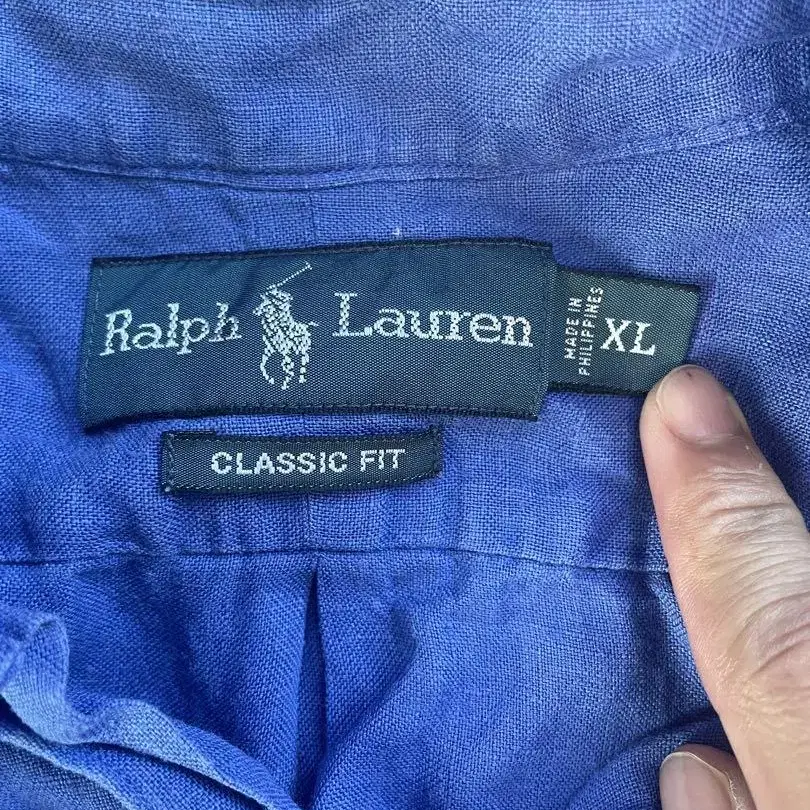 Ralph Lauren
MADE IN
PHILIPPINES
XL
CLASSIC FIT